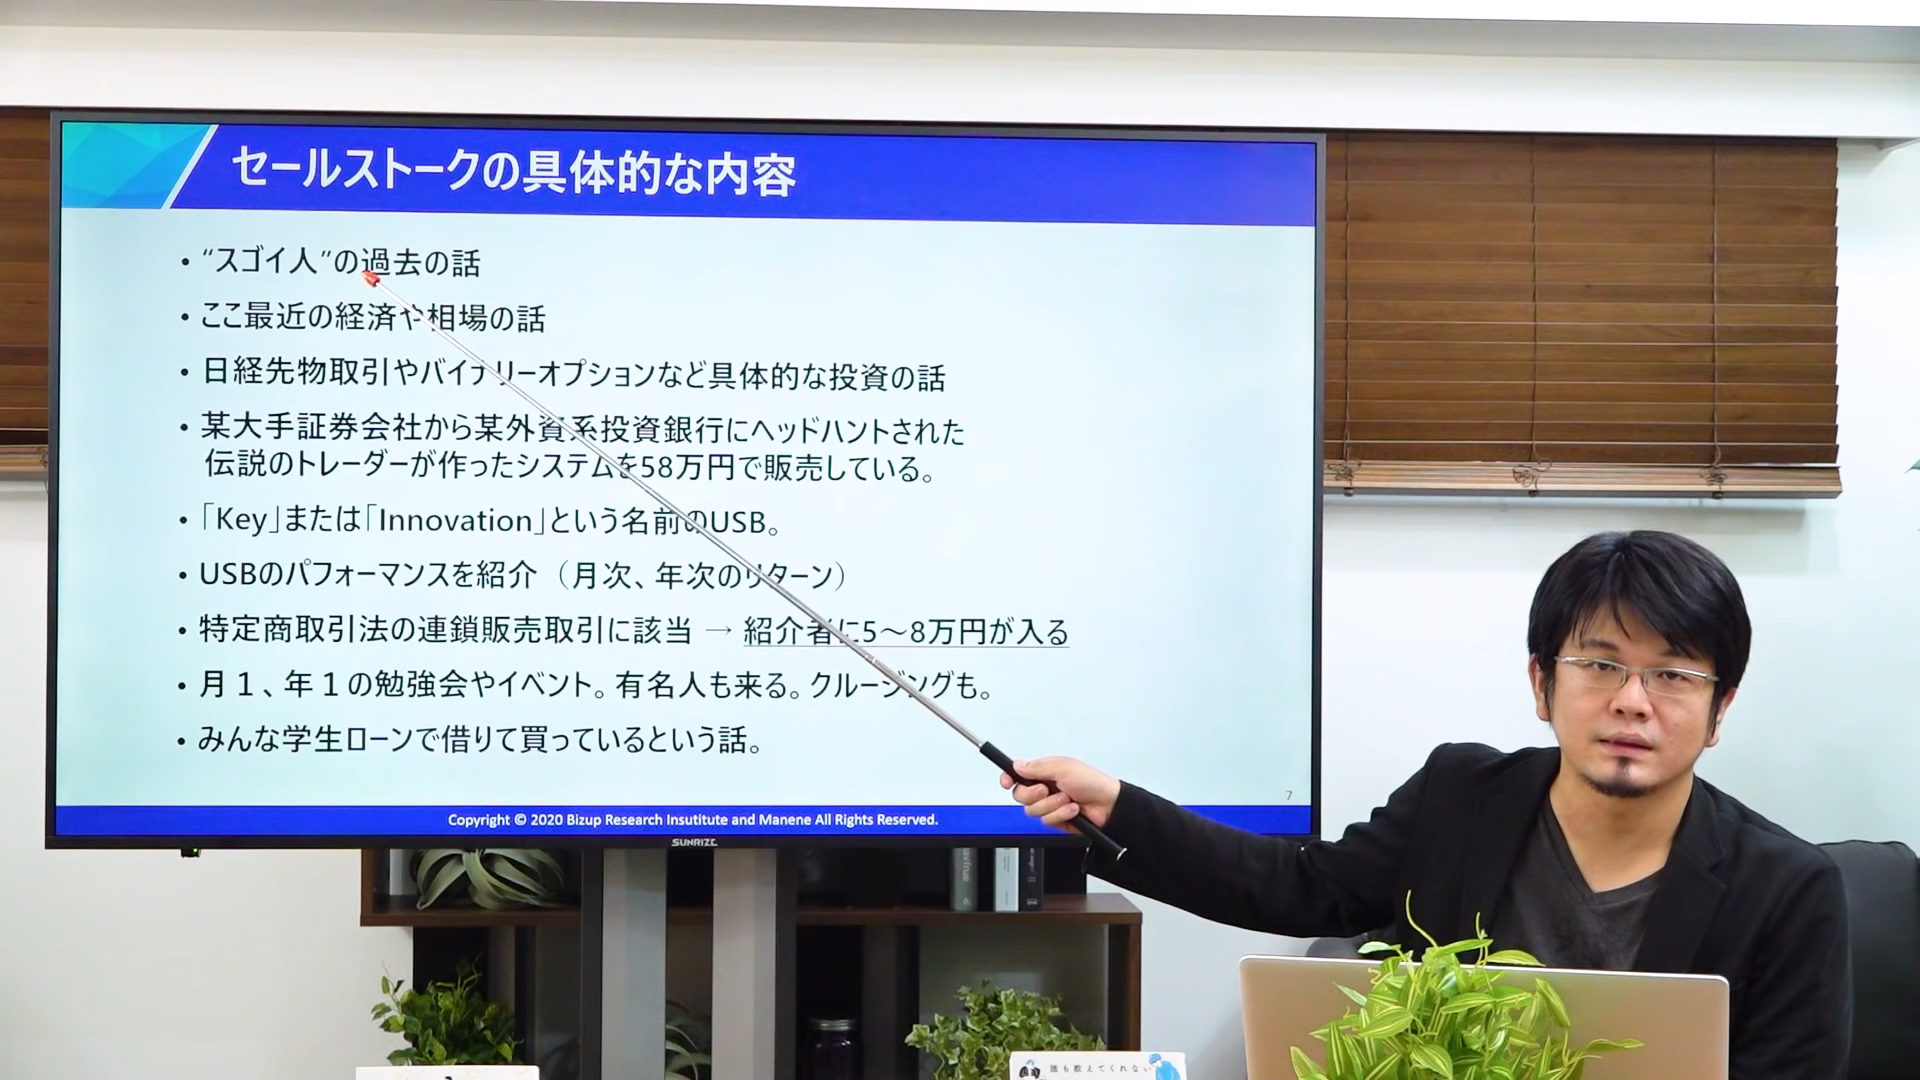 セールストークの具体的な内容
• “スゴイ人”の過去の話
• ここ最近の経済や相場の話
• 日経先物取引やバイナリーオプションなど具体的な投資の話
• 某大手証券会社から某外資系投資銀行にヘッドハントされた
伝説のトレーダーが作ったシステムを58万円で販売している。
• 「Key」または「Innovation」という名前のUSB。
• USBのパフォーマンスを紹介（月次、年次のリターン）
• 特定商取引法の連鎖販売取引に該当 → 紹介者に5～8万円が入る
• 月１、年１の勉強会やイベント。有名人も来る。クルージングも。
• みんな学生ローンで借りて買っているという話。
7
Copyright © 2020 Bizup Research Insutitute and Manene All Rights Reserved.
SUNRIZE
誰も教えてくれない